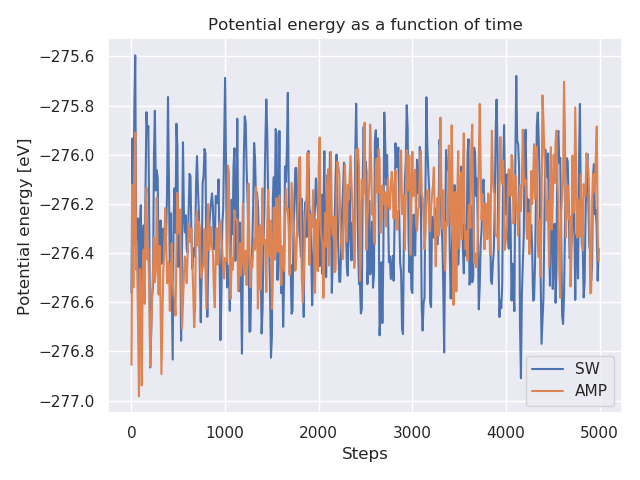 Potential energy as a function of time
Potential energy [eV]
−275.6
−275.8
−276.0
−276.2
−276.4
−276.6
−276.8
−277.0
0 1000 2000 3000 4000 5000
Steps
SW
AMP